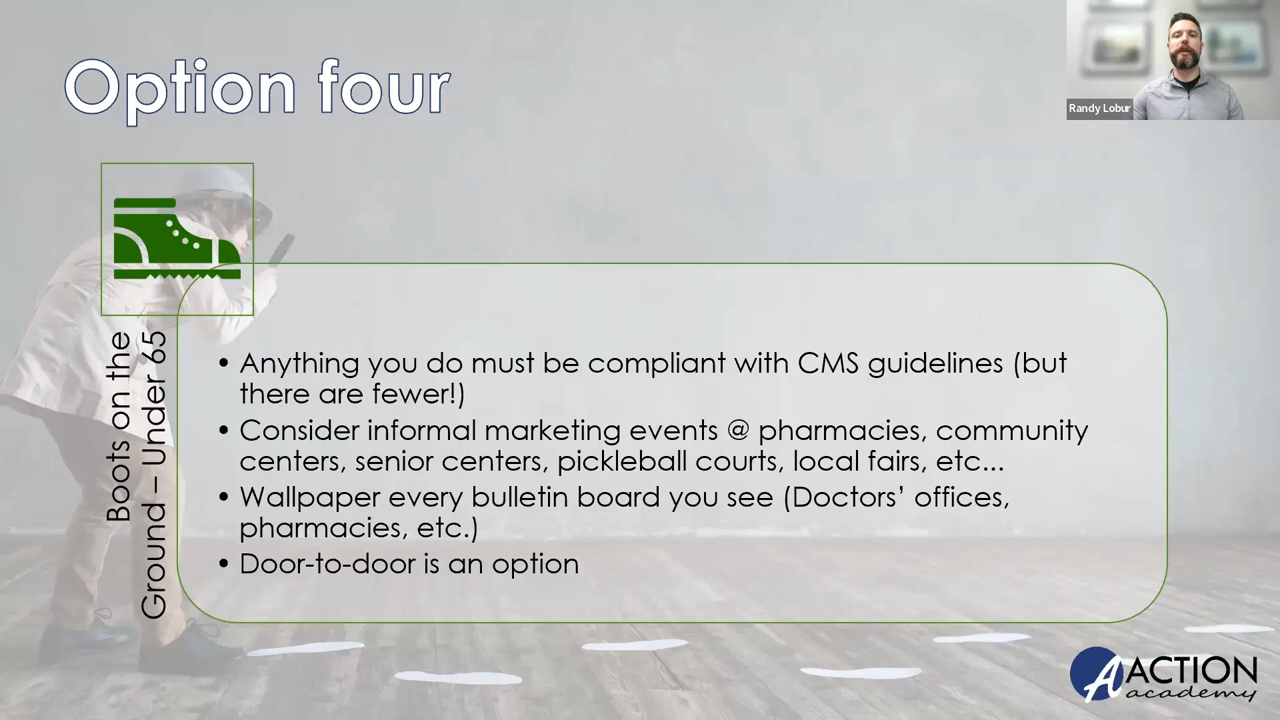 Option four
Randy Lobur
Boots on the
Ground – Under 65
• Anything you do must be compliant with CMS guidelines (but
there are fewer!)
• Consider informal marketing events @ pharmacies, community
centers, senior centers, pickleball courts, local fairs, etc...
• Wallpaper every bulletin board you see (Doctors’ offices,
pharmacies, etc.)
• Door-to-door is an option
A ACTION
academy